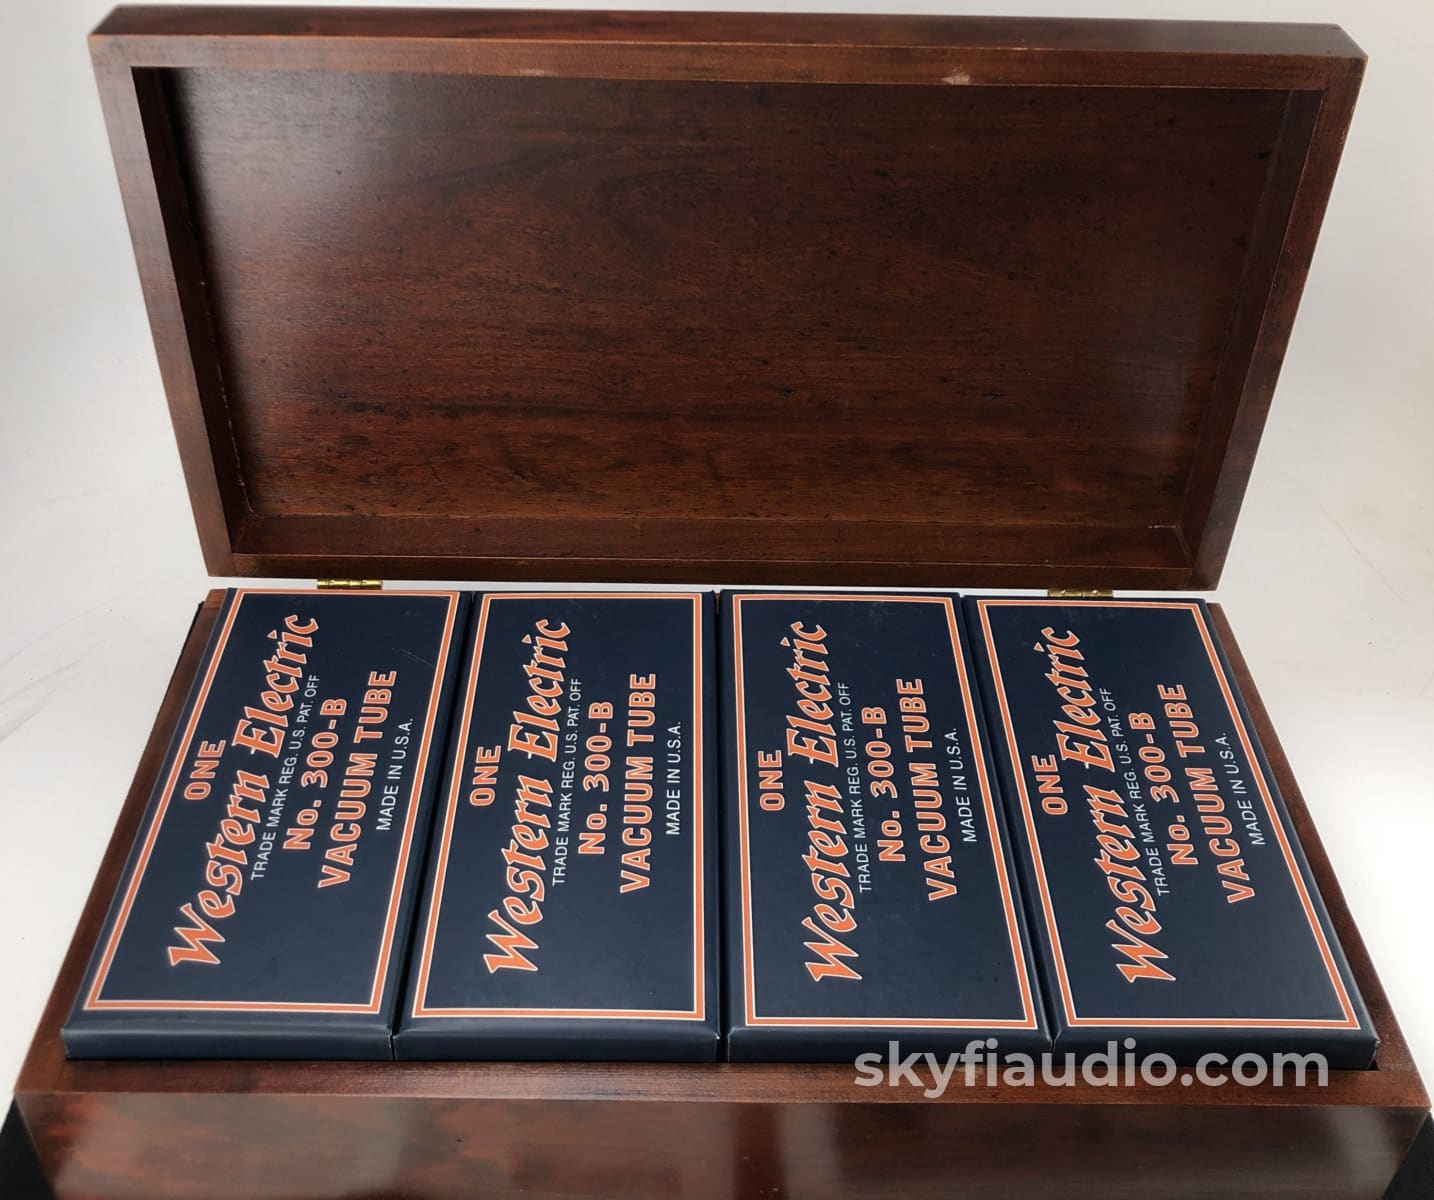 ONE
Western Electric
TRADE MARK REG. U.S. PAT. OFF
No. 300-B
VACUUM TUBE
MADE IN U.S.A.
ONE
Western Electric
TRADE MARK REG. U.S. PAT. OFF
No. 300-B
VACUUM TUBE
MADE IN U.S.A.
ONE
Western Electric
TRADE MARK REG. U.S. PAT. OFF
No. 300-B
VACUUM TUBE
MADE IN U.S.A.
ONE
Western Electric
TRADE MARK REG. U.S. PAT. OFF
No. 300-B
VACUUM TUBE
MADE IN U.S.A.
skyfiaudio.com